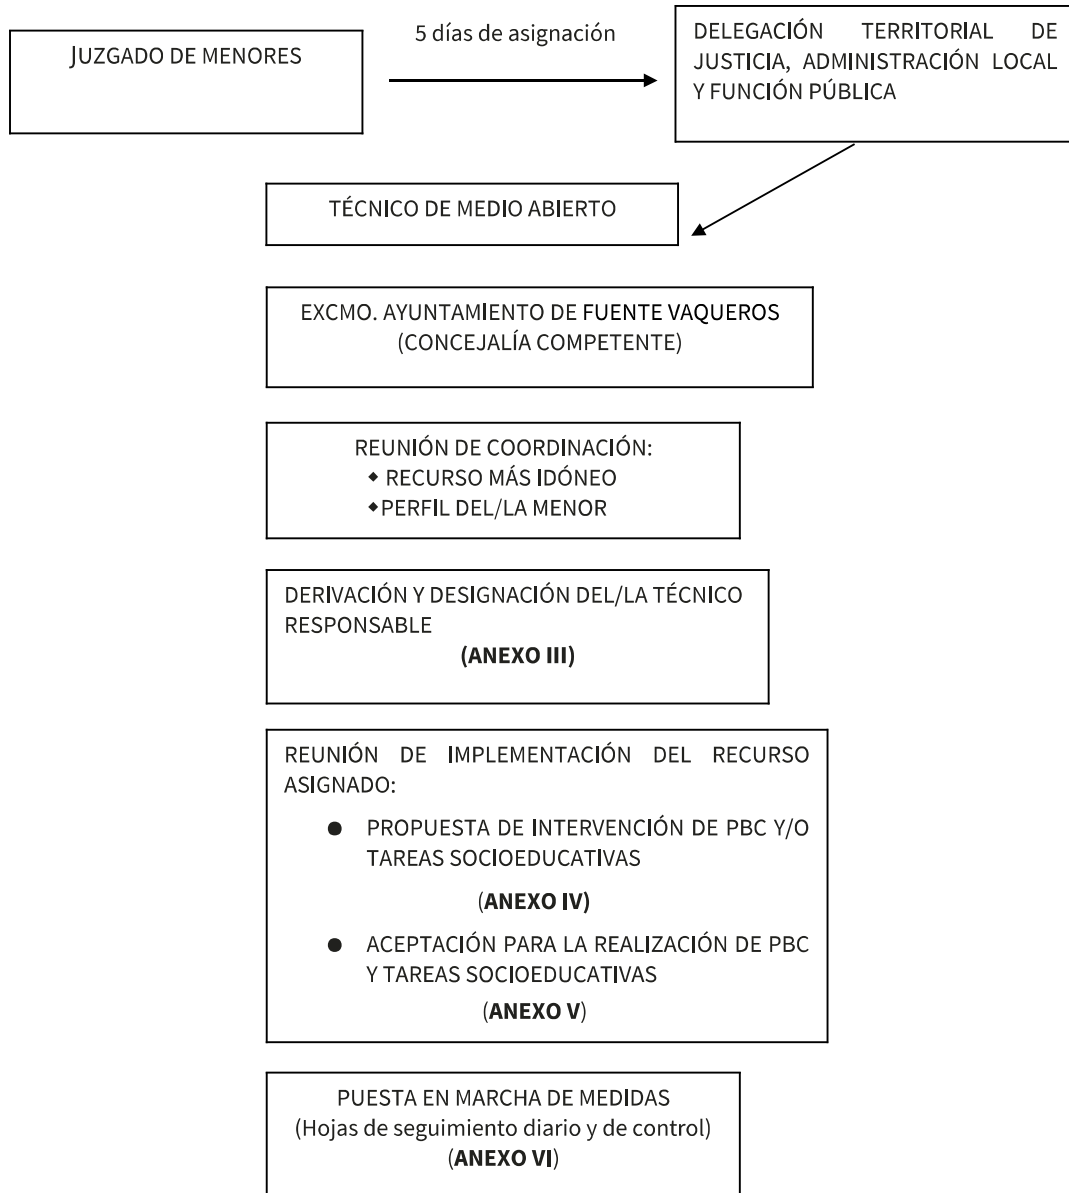 JUZGADO DE MENORES
5 días de asignación
DELEGACIÓN TERRITORIAL DE
JUSTICIA, ADMINISTRACIÓN LOCAL
Y FUNCIÓN PÚBLICA
TÉCNICO DE MEDIO ABIERTO
EXCMO. AYUNTAMIENTO DE FUENTE VAQUEROS
(CONCEJALÍA COMPETENTE)
REUNIÓN DE COORDINACIÓN:
◆ RECURSO MÁS IDÓNEO
◆PERFIL DEL/LA MENOR
DERIVACIÓN Y DESIGNACIÓN DEL/LA TÉCNICO
RESPONSABLE
(ANEXO III)
REUNIÓN DE IMPLEMENTACIÓN DEL RECURSO
ASIGNADO:
● PROPUESTA DE INTERVENCIÓN DE PBC Y/O
TAREAS SOCIOEDUCATIVAS
(ANEXO IV)
● ACEPTACIÓN PARA LA REALIZACIÓN DE PBC
Y TAREAS SOCIOEDUCATIVAS
(ANEXO V)
PUESTA EN MARCHA DE MEDIDAS
(Hojas de seguimiento diario y de control)
(ANEXO VI)